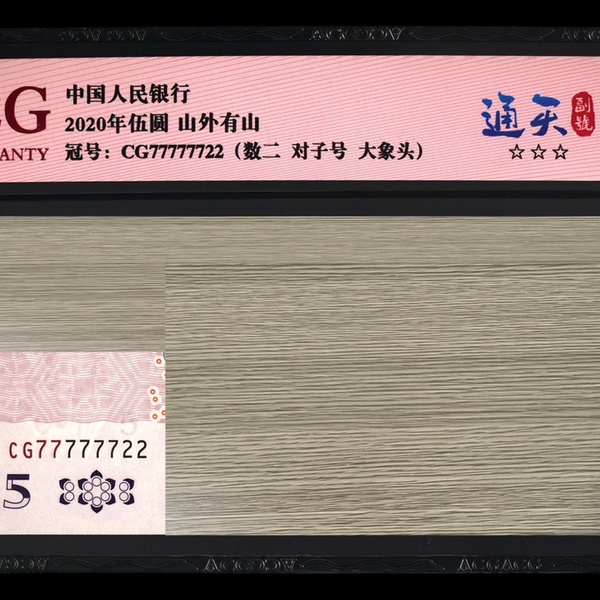 中国人民银行
2020年伍圆 山外有山
冠号：CG77777722（数二 对子号 大象头）
CG
ANTY
通天
副號
☆☆☆
CG77777722
5